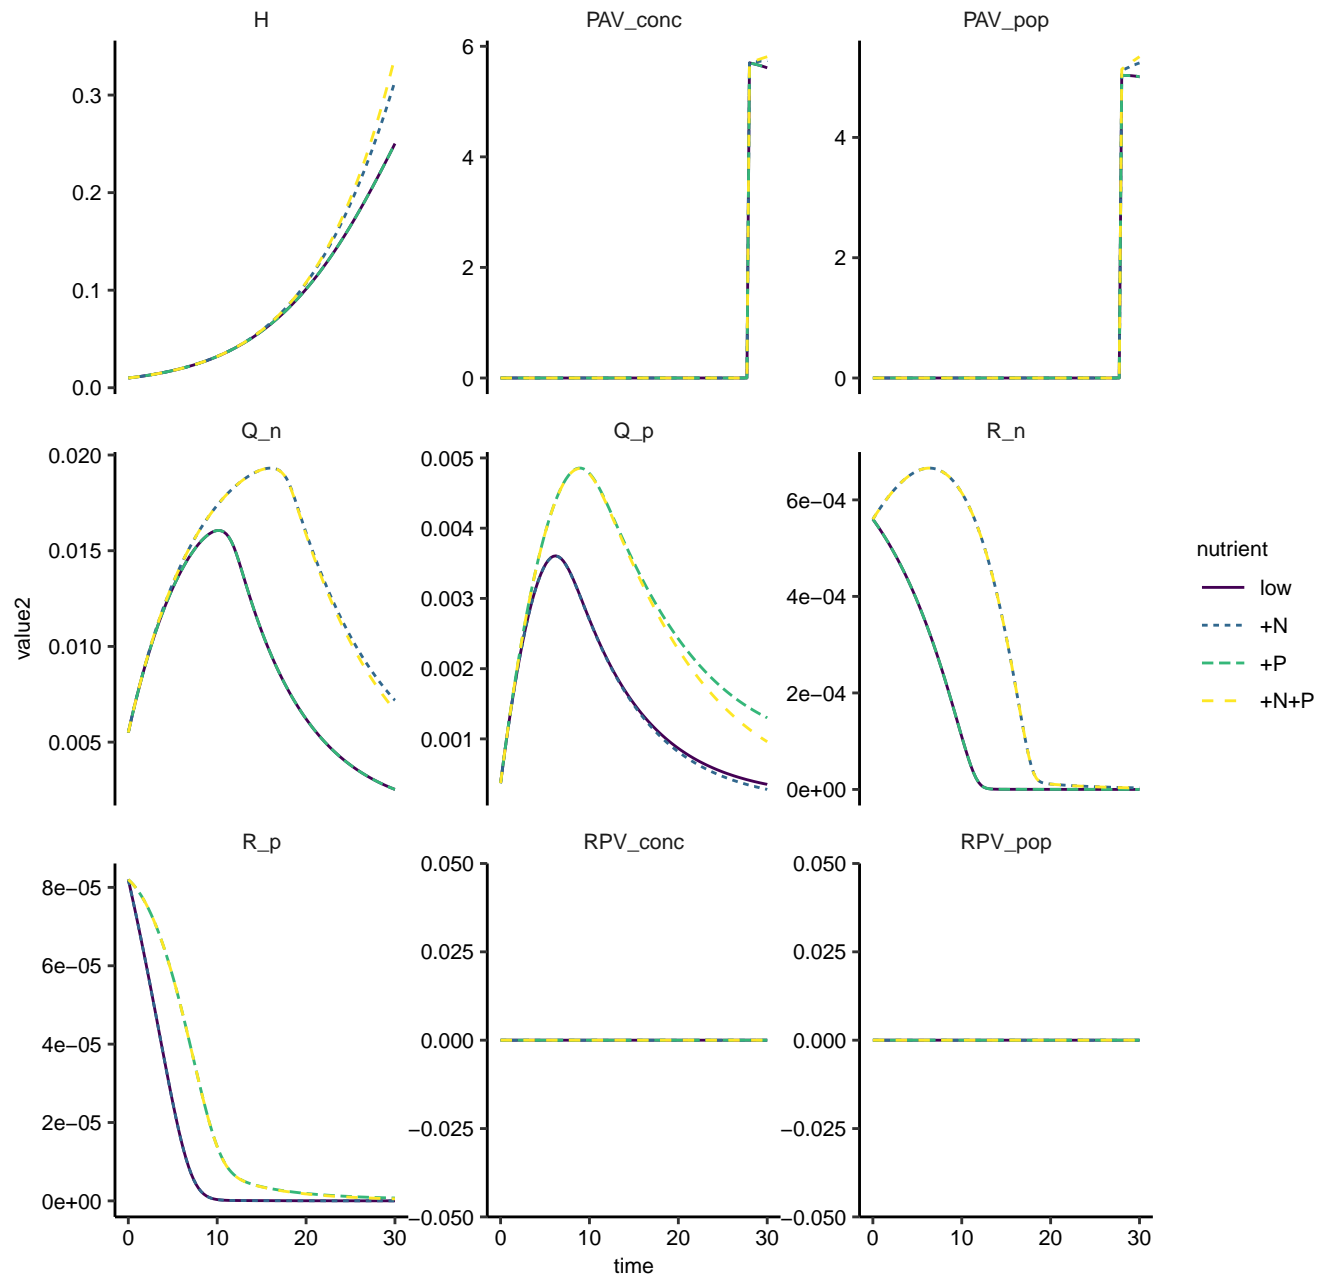 H
PAV_conc
PAV_pop
0.3
0.2
0.1
0.0
6
4
2
0
4
2
0
Q_n
Q_p
R_n
0.020
0.015
0.010
0.005
0.005
0.004
0.003
0.002
0.001
6e−04
4e−04
2e−04
0e+00
R_p
RPV_conc
RPV_pop
8e−05
6e−05
4e−05
2e−05
0e+00
0.050
0.025
0.000
−0.025
−0.050
0.050
0.025
0.000
−0.025
−0.050
0 10 20 30
0 10 20 30
0 10 20 30
time
value2
nutrient
low
+N
+P
+N+P